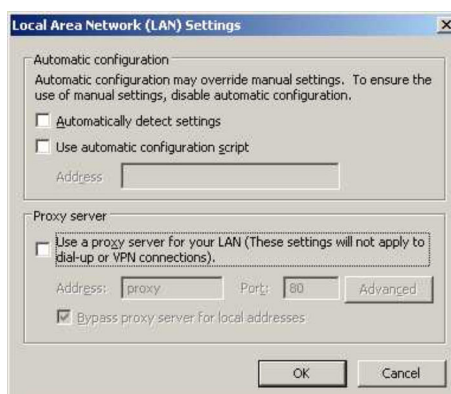 Local Area Network (LAN) Settings
Automatic configuration
Automatic configuration may override manual settings. To ensure the
use of manual settings, disable automatic configuration.
Automatically detect settings
Use automatic configuration script
Address
Proxy server
Use a proxy server for your LAN (These settings will not apply to
dial-up or VPN connections).
Address: proxy Port: 80 Advanced
Bypass proxy server for local addresses
OK Cancel